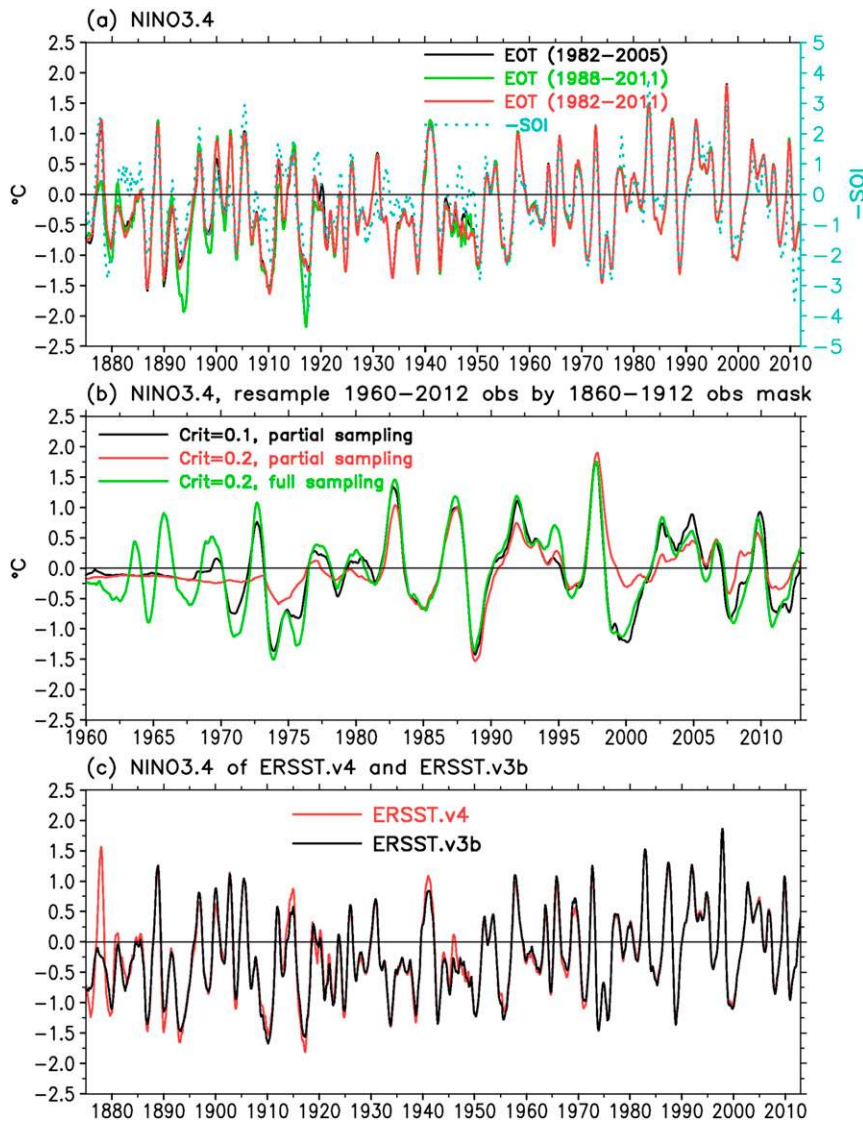 (a) NINO3.4
2.5 2.0 1.5 1.0 0.5 0.0 −0.5 −1.0 −1.5 −2.0 −2.5
°C
EOT (1982−2005)
EOT (1988−2011)
EOT (1982−2011)
−SOI
5 4 3 2 1 0 −1 −2 −3 −4 −5
−SOI
1880 1890 1900 1910 1920 1930 1940 1950 1960 1970 1980 1990 2000 2010
(b) NINO3.4, resample 1960−2012 obs by 1860−1912 obs mask
2.5 2.0 1.5 1.0 0.5 0.0 −0.5 −1.0 −1.5 −2.0 −2.5
°C
Crit=0.1, partial sampling
Crit=0.2, partial sampling
Crit=0.2, full sampling
1960 1965 1970 1975 1980 1985 1990 1995 2000 2005 2010
(c) NINO3.4 of ERSST.v4 and ERSST.v3b
2.5 2.0 1.5 1.0 0.5 0.0 −0.5 −1.0 −1.5 −2.0 −2.5
ERSST.v4
ERSST.v3b
1880 1890 1900 1910 1920 1930 1940 1950 1960 1970 1980 1990 2000 2010